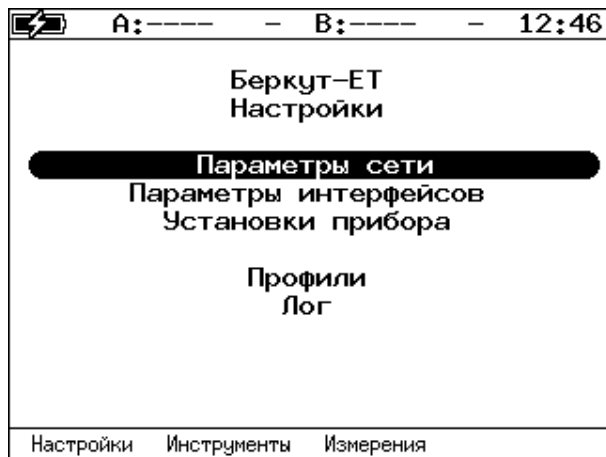 A:---- - B:---- - 12:46
Беркут-ЕТ
Настройки
Параметры сети
Параметры интерфейсов
Установки прибора
Профили
Лог
Настройки Инструменты Измерения